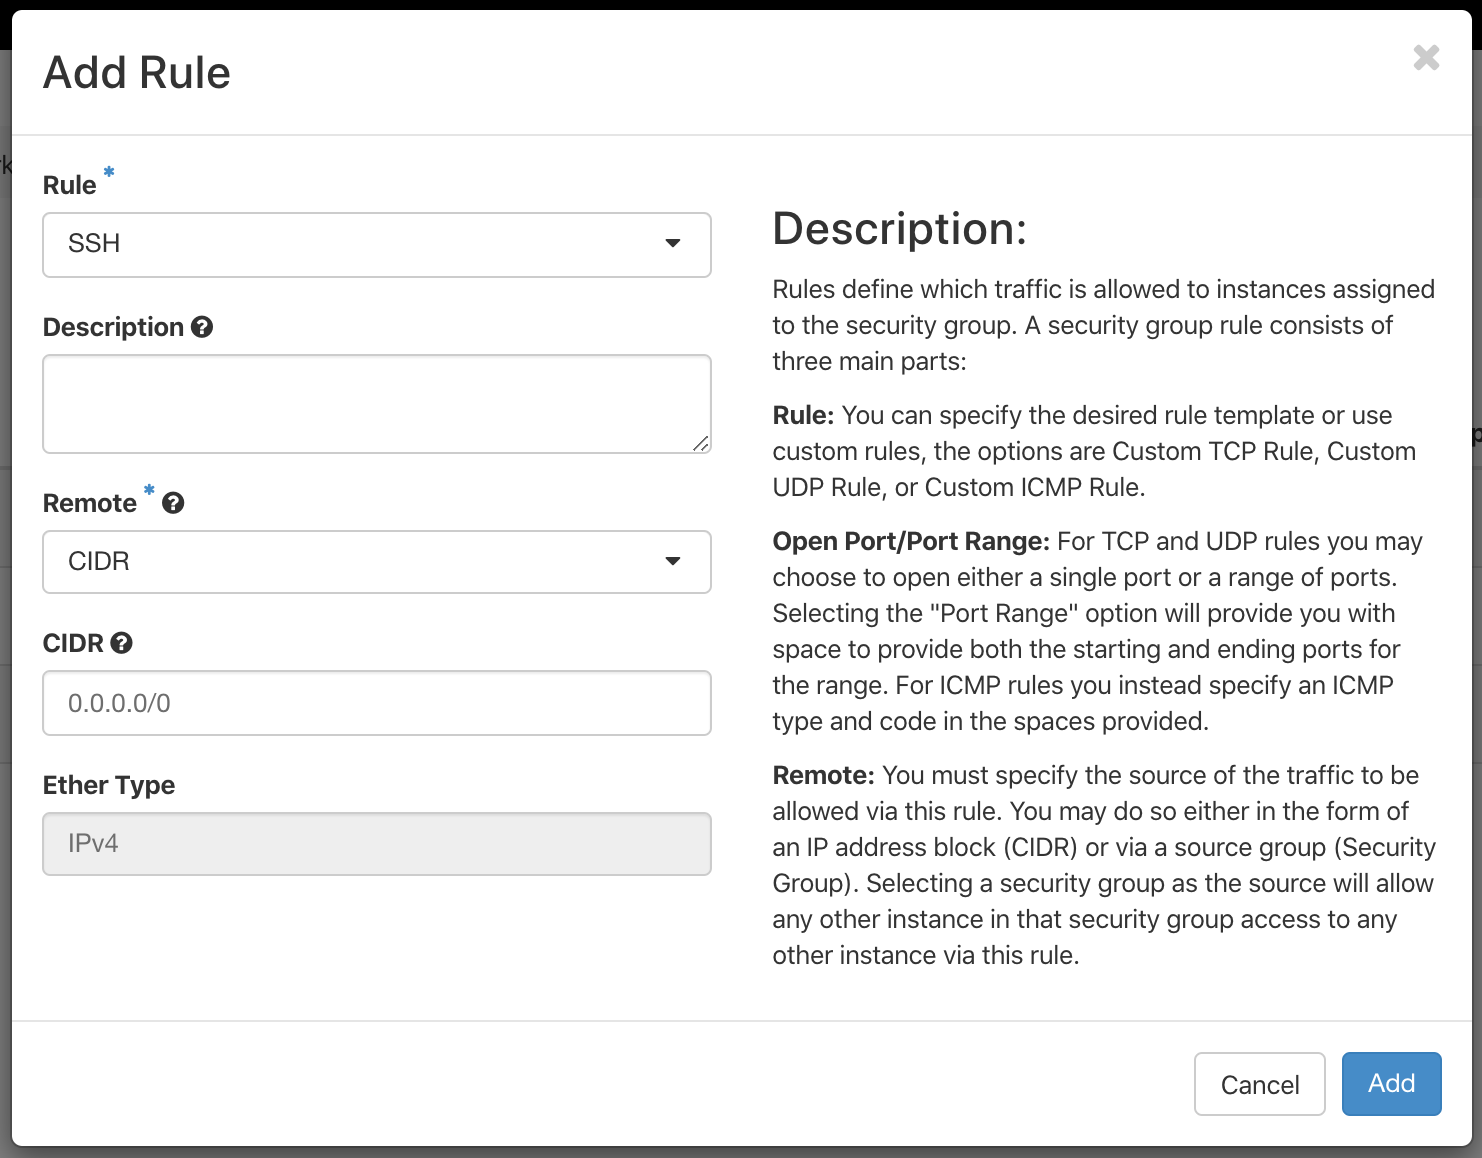 Add Rule
Rule *
SSH
Description
Remote *
CIDR
CIDR
0.0.0.0/0
Ether Type
IPv4
Description:
Rules define which traffic is allowed to instances assigned
to the security group. A security group rule consists of
three main parts:
Rule: You can specify the desired rule template or use
custom rules, the options are Custom TCP Rule, Custom
UDP Rule, or Custom ICMP Rule.
Open Port/Port Range: For TCP and UDP rules you may
choose to open either a single port or a range of ports.
Selecting the "Port Range" option will provide you with
space to provide both the starting and ending ports for
the range. For ICMP rules you instead specify an ICMP
type and code in the spaces provided.
Remote: You must specify the source of the traffic to be
allowed via this rule. You may do so either in the form of
an IP address block (CIDR) or via a source group (Security
Group). Selecting a security group as the source will allow
any other instance in that security group access to any
other instance via this rule.
Cancel
Add